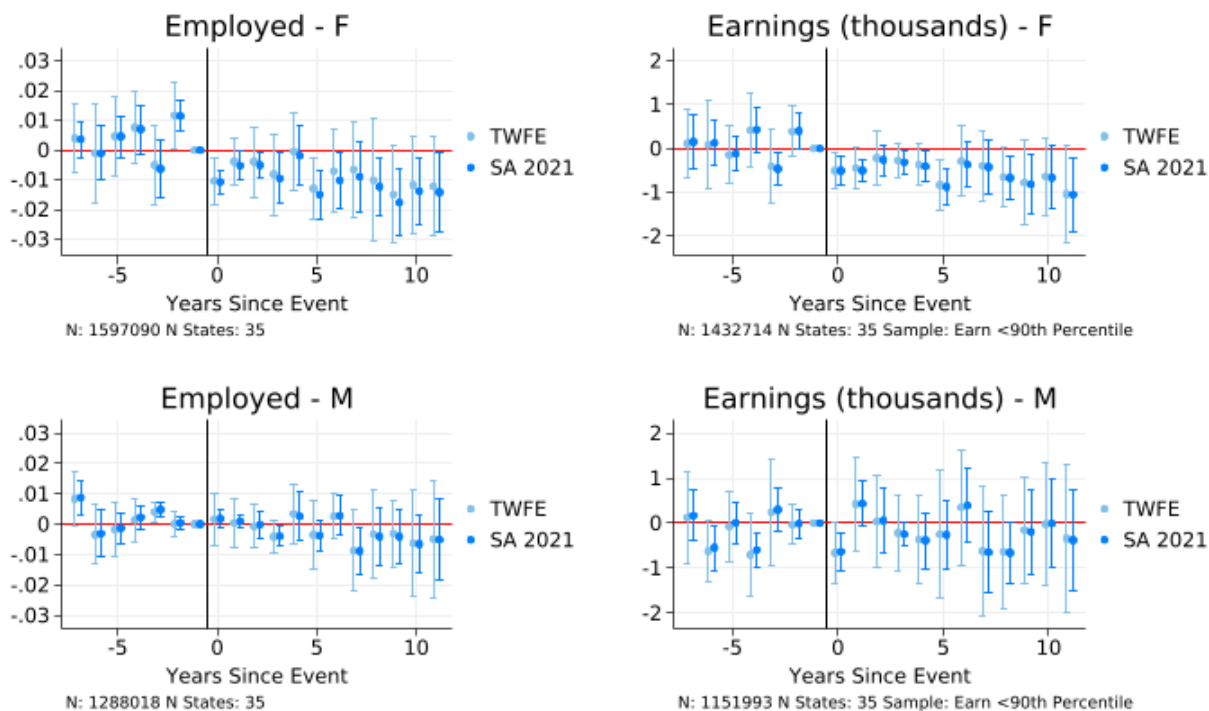 Employed - F
.03
.02
.01
0
-.01
-.02
-.03
-5
0
5
10
Years Since Event
N: 1597090 N States: 35
TWFE
SA 2021
Earnings (thousands) - F
2
1
0
-1
-2
-5
0
5
10
Years Since Event
N: 1432714 N States: 35 Sample: Earn <90th Percentile
TWFE
SA 2021
Employed - M
.03
.02
.01
0
-.01
-.02
-.03
-5
0
5
10
Years Since Event
N: 1288018 N States: 35
TWFE
SA 2021
Earnings (thousands) - M
2
1
0
-1
-2
-5
0
5
10
Years Since Event
N: 1151993 N States: 35 Sample: Earn <90th Percentile
TWFE
SA 2021